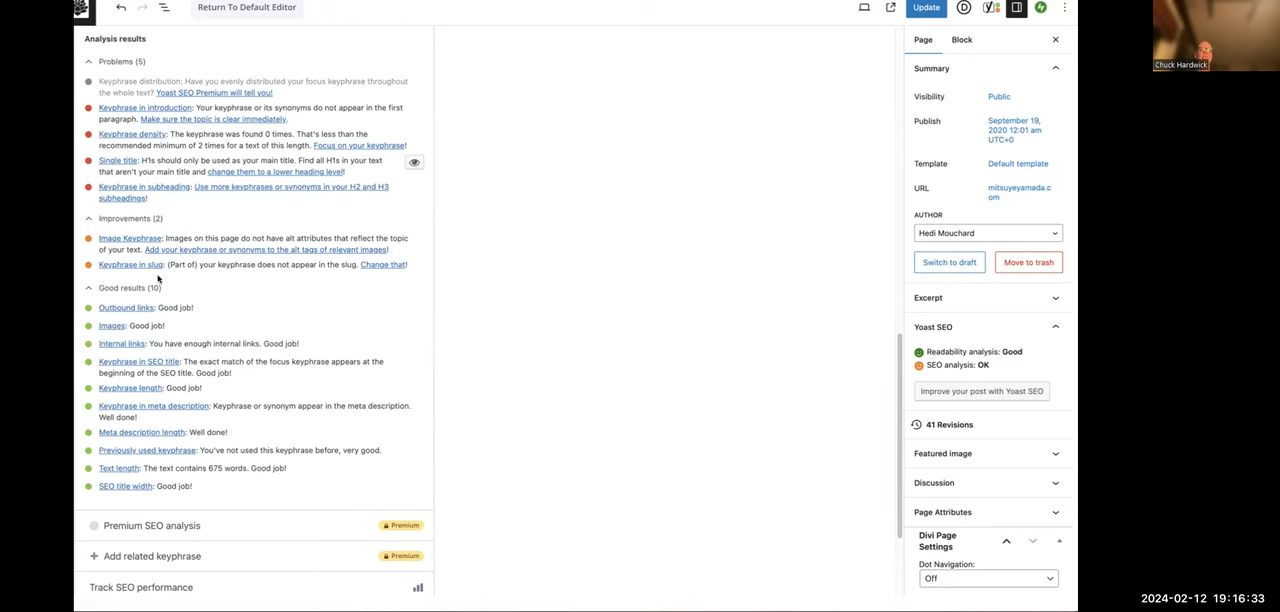 Return To Default Editor
Update
Analysis results
Problems (5)
Keyphrase distribution: Have you evenly distributed your focus keyphrase throughout
the whole text? Yoast SEO Premium will tell you!
Keyphrase in introduction: Your keyphrase or its synonyms do not appear in the first
paragraph. Make sure the topic is clear immediately.
Keyphrase density: The keyphrase was found 0 times. That's less than the
recommended minimum of 2 times for a text of this length. Focus on your keyphrase!
Single title: H1s should only be used as your main title. Find all H1s in your text
that aren't your main title and change them to a lower heading level!
Keyphrase in subheading: Use more keyphrases or synonyms in your H2 and H3
subheadings!
Improvements (2)
Image Keyphrase: Images on this page do not have alt attributes that reflect the topic
of your text. Add your keyphrase or synonyms to the alt tags of relevant images!
Keyphrase in slug: (Part of) your keyphrase does not appear in the slug. Change that!
Good results (10)
Outbound links: Good job!
Images: Good job!
Internal links: You have enough internal links. Good job!
Keyphrase in SEO title: The exact match of the focus keyphrase appears at the
beginning of the SEO title. Good job!
Keyphrase length: Good job!
Keyphrase in meta description: Keyphrase or synonym appear in the meta description.
Well done!
Meta description length: Well done!
Previously used keyphrase: You've not used this keyphrase before, very good.
Text length: The text contains 675 words. Good job!
SEO title width: Good job!
Premium SEO analysis
Premium
Add related keyphrase
Premium
Track SEO performance
Page
Block
Summary
Visibility
Public
Publish
September 19,
2020 12:01 am
UTC+0
Template
Default template
URL
mitsuyeyamada.c
om
AUTHOR
Hedi Mouchard
Switch to draft
Move to trash
Excerpt
Yoast SEO
Readability analysis: Good
SEO analysis: OK
Improve your post with Yoast SEO
41 Revisions
Featured image
Discussion
Page Attributes
Divi Page
Settings
Dot Navigation:
Off
Chuck Hardwick
2024-02-12 19:16:33